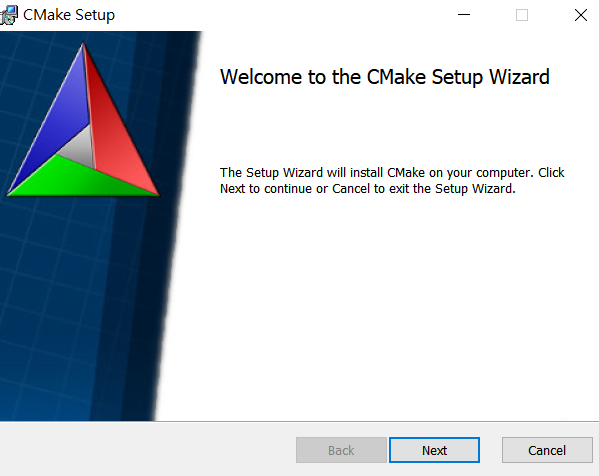 CMake Setup
Welcome to the CMake Setup Wizard
The Setup Wizard will install CMake on your computer. Click
Next to continue or Cancel to exit the Setup Wizard.
Back
Next
Cancel